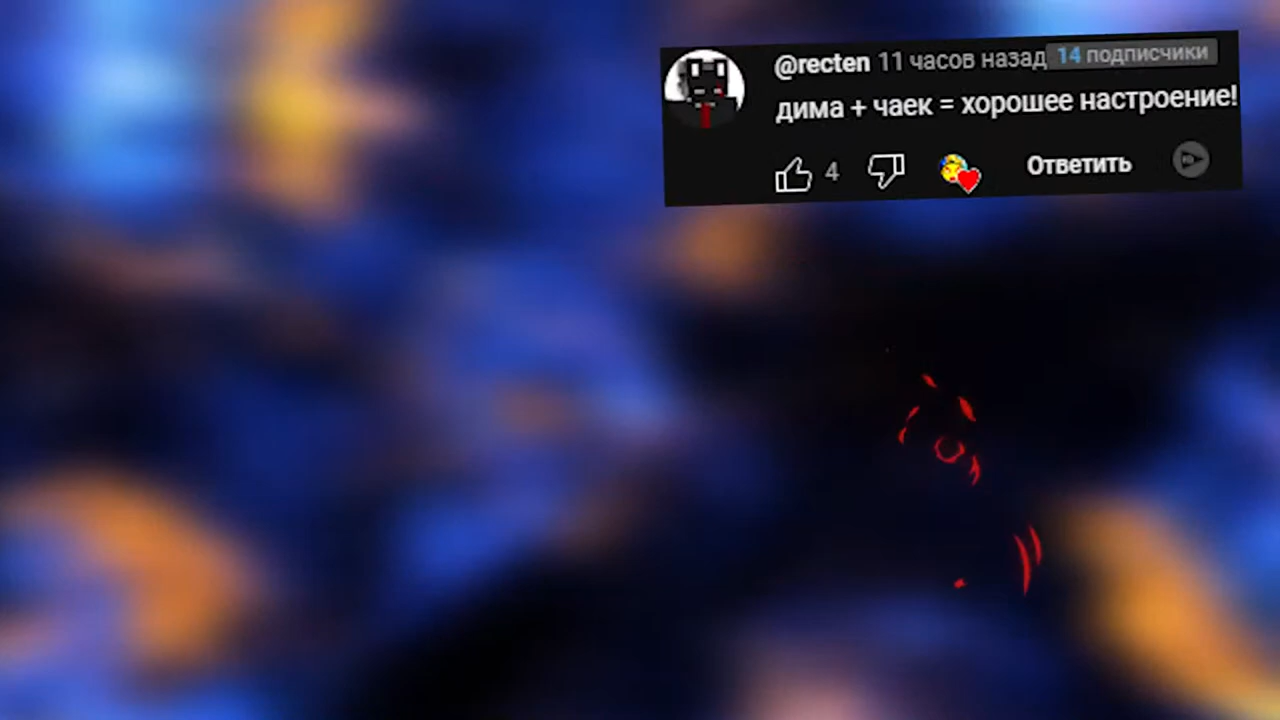 @recten 11 часов назад 14 подписчики
дима + чаек = хорошее настроение!
4 Ответить